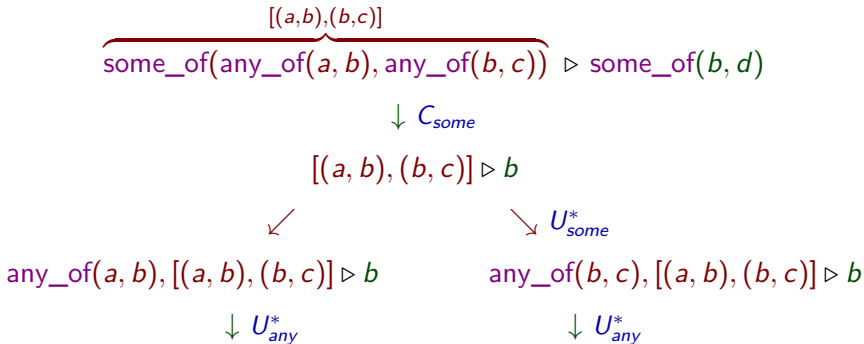 [(a,b),(b,c)]
some_of(any_of(a, b), any_of(b, c)) ▷ some_of(b, d)
↓ C_some
[(a, b), (b, c)] ▷ b
↙ ↘ U*_some
any_of(a, b), [(a, b), (b, c)] ▷ b any_of(b, c), [(a, b), (b, c)] ▷ b
↓ U*_any ↓ U*_any